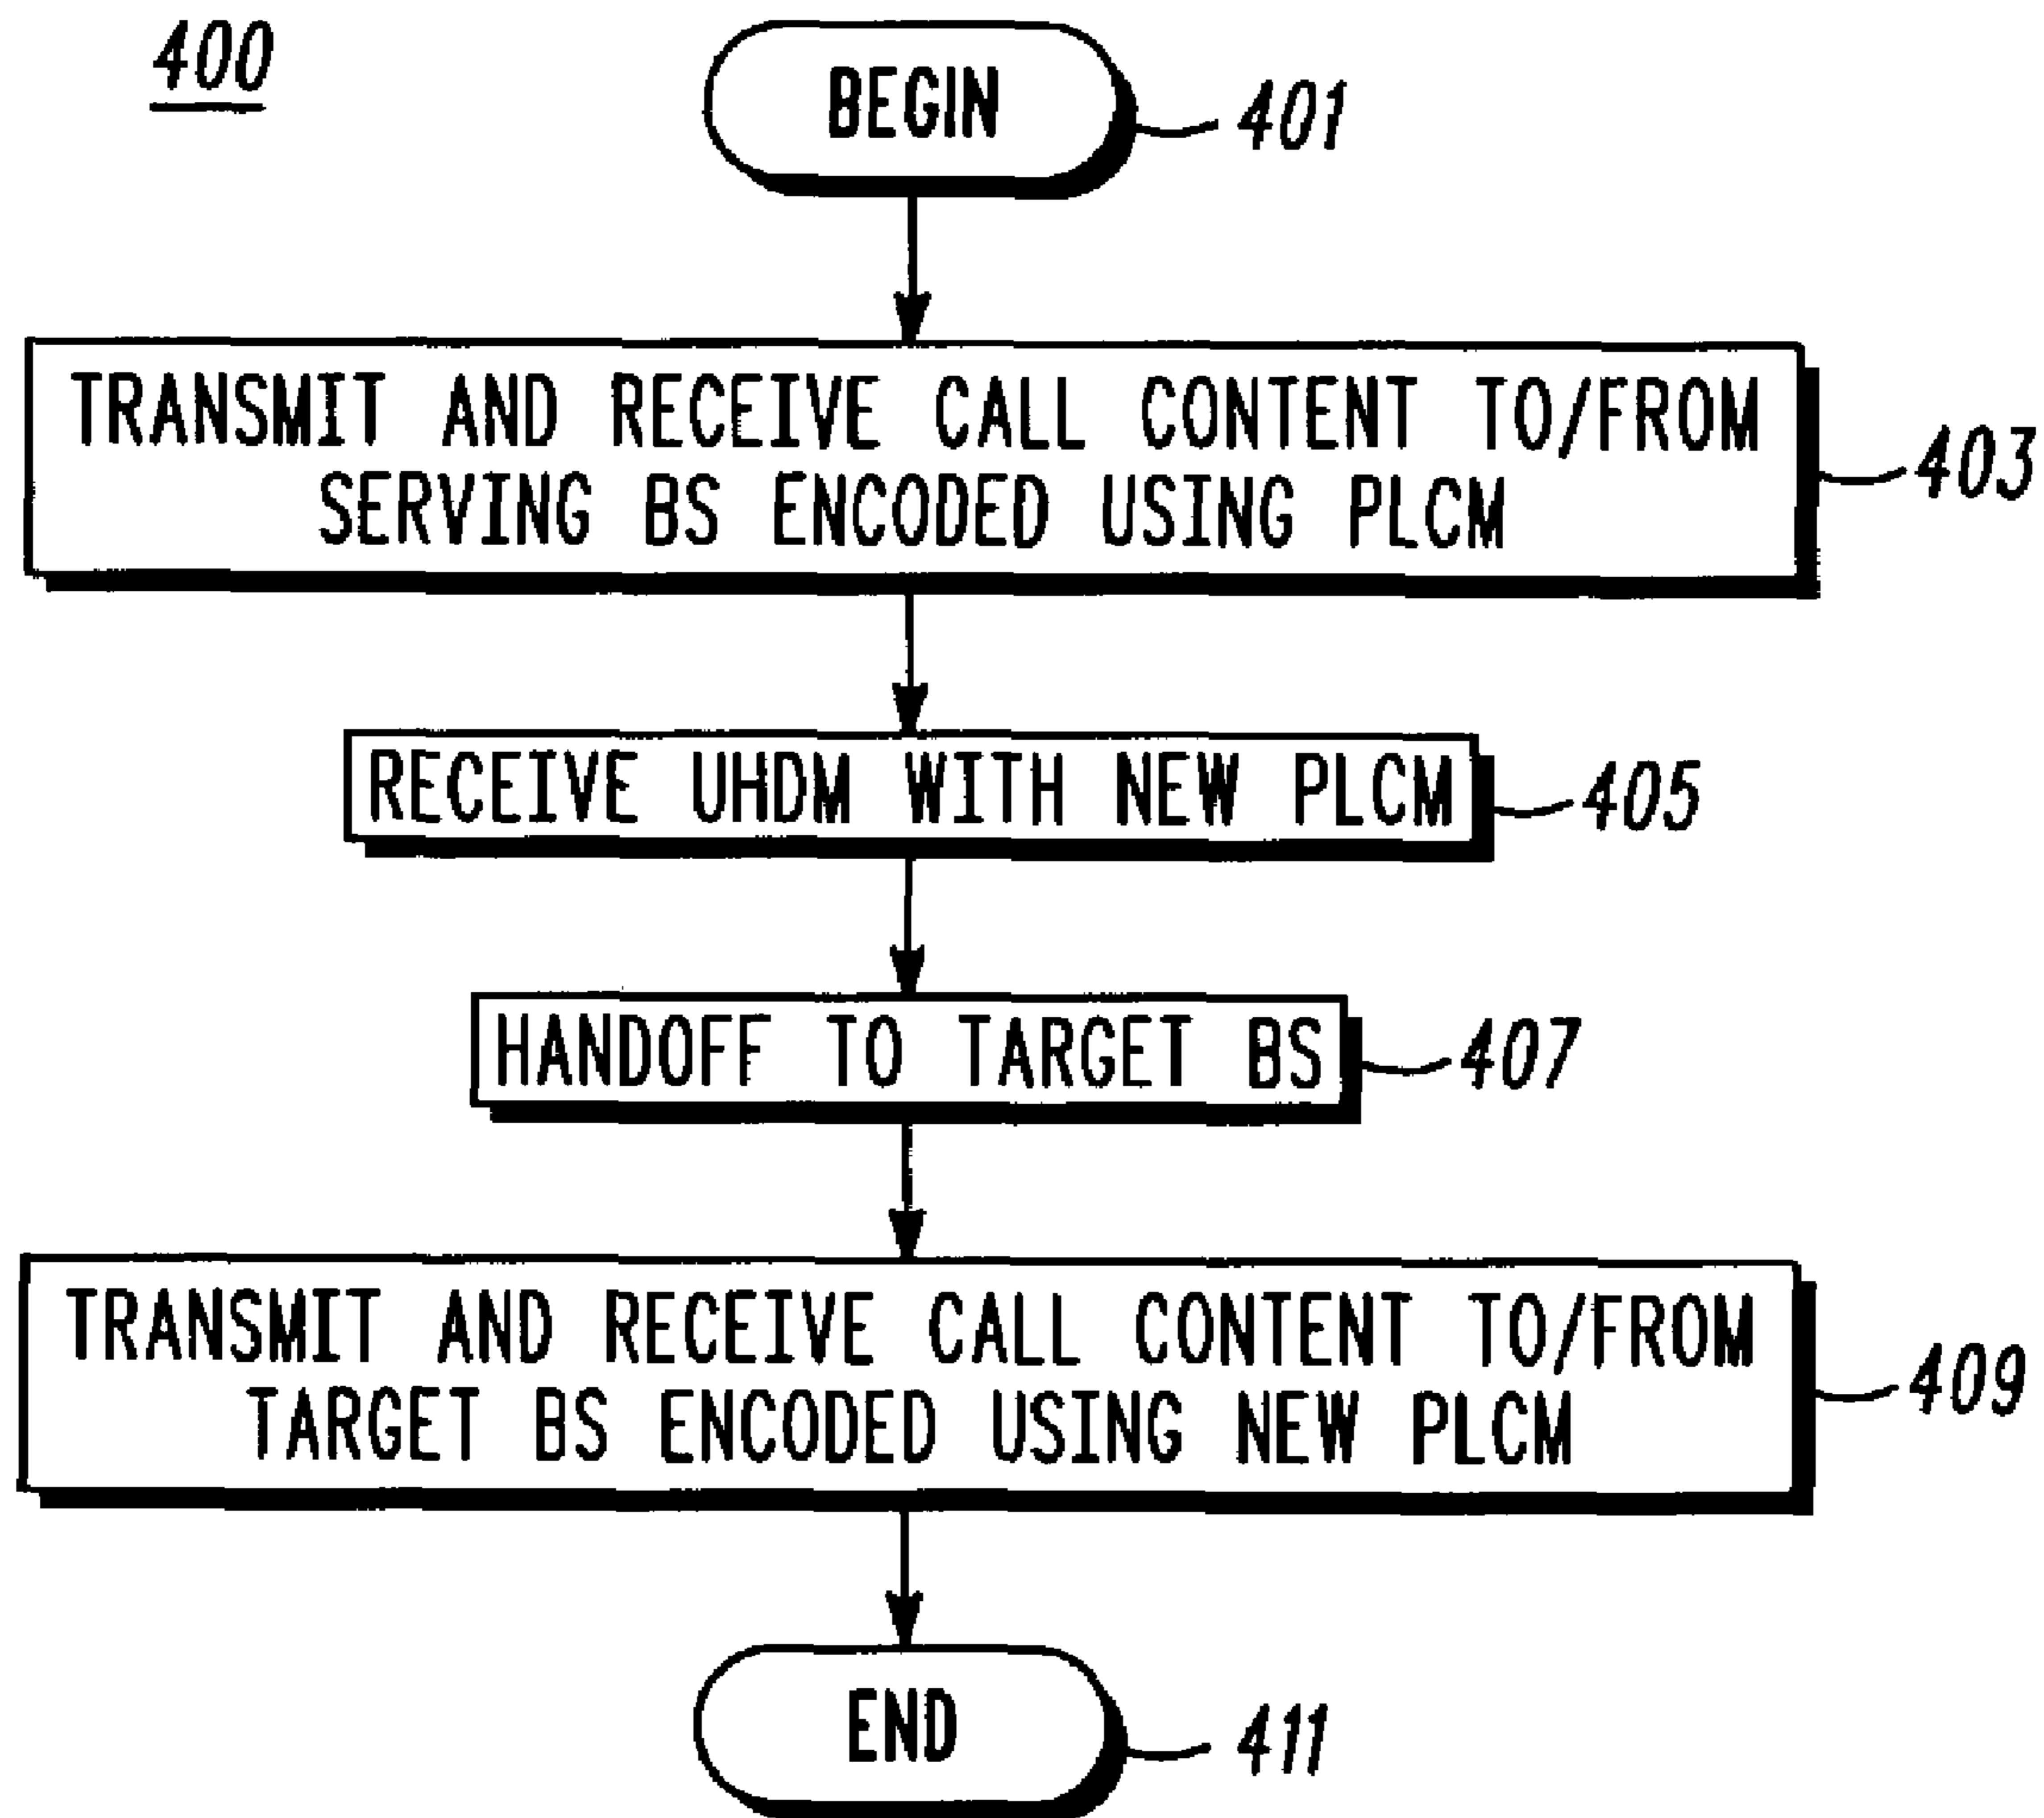 400
BEGIN
401
TRANSMIT AND RECEIVE CALL CONTENT TO/FROM
SERVING BS ENCODED USING PLCM
403
RECEIVE UHDM WITH NEW PLCM
405
HANDOFF TO TARGET BS
407
TRANSMIT AND RECEIVE CALL CONTENT TO/FROM
TARGET BS ENCODED USING NEW PLCM
409
END
411